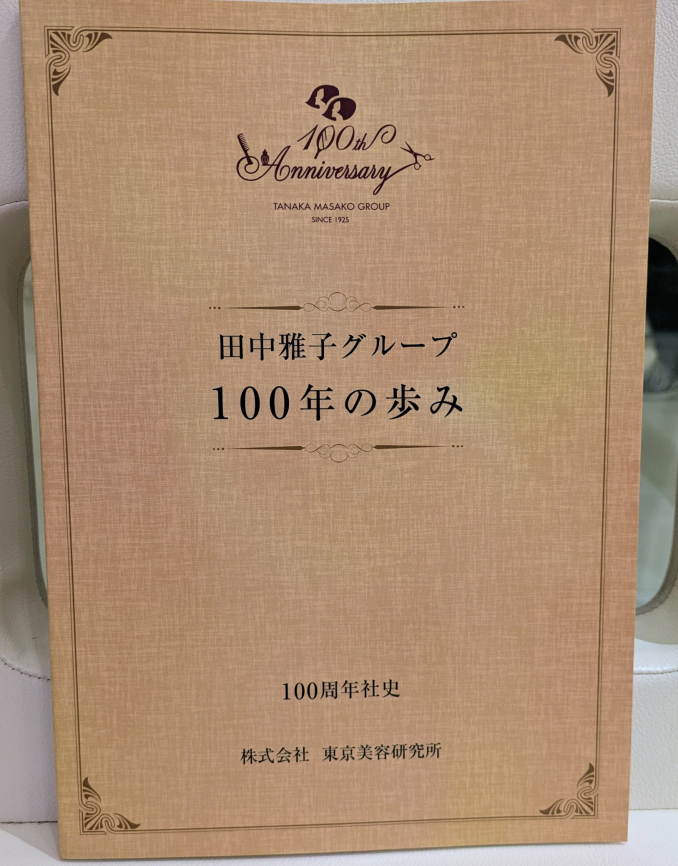 100th
Anniversary
TANAKA MASAKO GROUP
SINCE 1925
田中雅子グループ
100年の歩み
100周年社史
株式会社 東京美容研究所